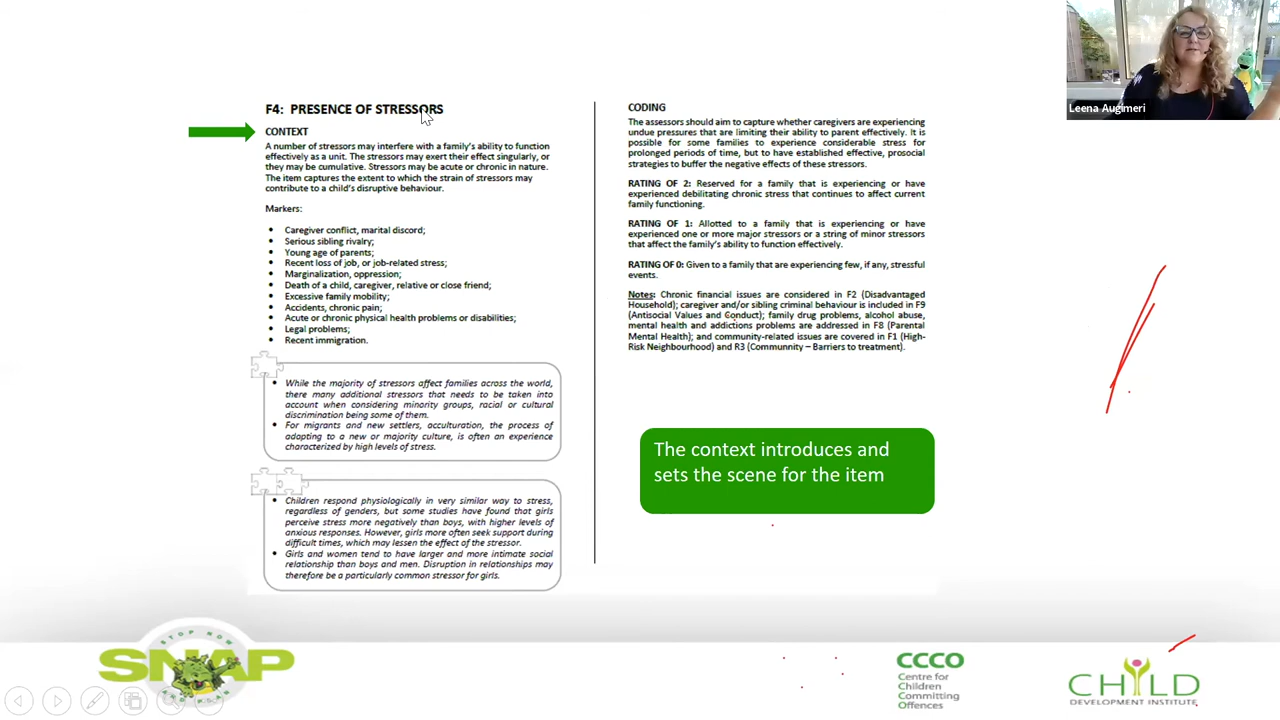 F4: PRESENCE OF STRESSORS
CONTEXT
A number of stressors may interfere with a family's ability to function
effectively as a unit. The stressors may exert their effect singularly, or
they may be cumulative. Stressors may be acute or chronic in nature.
The item captures the extent to which the strain of stressors may
contribute to a child's disruptive behaviour.
Markers:
• Caregiver conflict, marital discord;
• Serious sibling rivalry;
• Young age of parents;
• Recent loss of job, or job-related stress;
• Marginalization, oppression;
• Death of a child, caregiver, relative or close friend;
• Excessive family mobility;
• Accidents, chronic pain;
• Acute or chronic physical health problems or disabilities;
• Legal problems;
• Recent immigration.
• While the majority of stressors affect families across the world,
there many additional stressors that needs to be taken into
account when considering minority groups, racial or cultural
discrimination being some of them.
• For migrants and new settlers, acculturation, the process of
adapting to a new or majority culture, is often an experience
characterized by high levels of stress.
• Children respond physiologically in very similar way to stress,
regardless of genders, but some studies have found that girls
perceive stress more negatively than boys, with higher levels of
anxious responses. However, girls more often seek support during
difficult times, which may lessen the effect of the stressor.
• Girls and women tend to have larger and more intimate social
relationship than boys and men. Disruption in relationships may
therefore be a particularly common stressor for girls.
CODING
The assessors should aim to capture whether caregivers are experiencing
undue pressures that are limiting their ability to parent effectively. It is
possible for some families to experience considerable stress for
prolonged periods of time, but to have established effective, prosocial
strategies to buffer the negative effects of these stressors.
RATING OF 2: Reserved for a family that is experiencing or have
experienced debilitating chronic stress that continues to affect current
family functioning.
RATING OF 1: Allotted to a family that is experiencing or have
experienced one or more major stressors or a string of minor stressors
that affect the family's ability to function effectively.
RATING OF 0: Given to a family that are experiencing few, if any, stressful
events.
Notes: Chronic financial issues are considered in F2 (Disadvantaged
Household); caregiver and/or sibling criminal behaviour is included in F9
(Antisocial Values and Conduct); family drug problems, alcohol abuse,
mental health and addictions problems are addressed in F8 (Parental
Mental Health); and community-related issues are covered in F1 (High-
Risk Neighbourhood) and R3 (Community – Barriers to treatment).
The context introduces and
sets the scene for the item
Leena Augimeri
STOP NOW
SNAP
CCCO
Centre for
Children
Committing
Offences
CHILD
DEVELOPMENT INSTITUTE